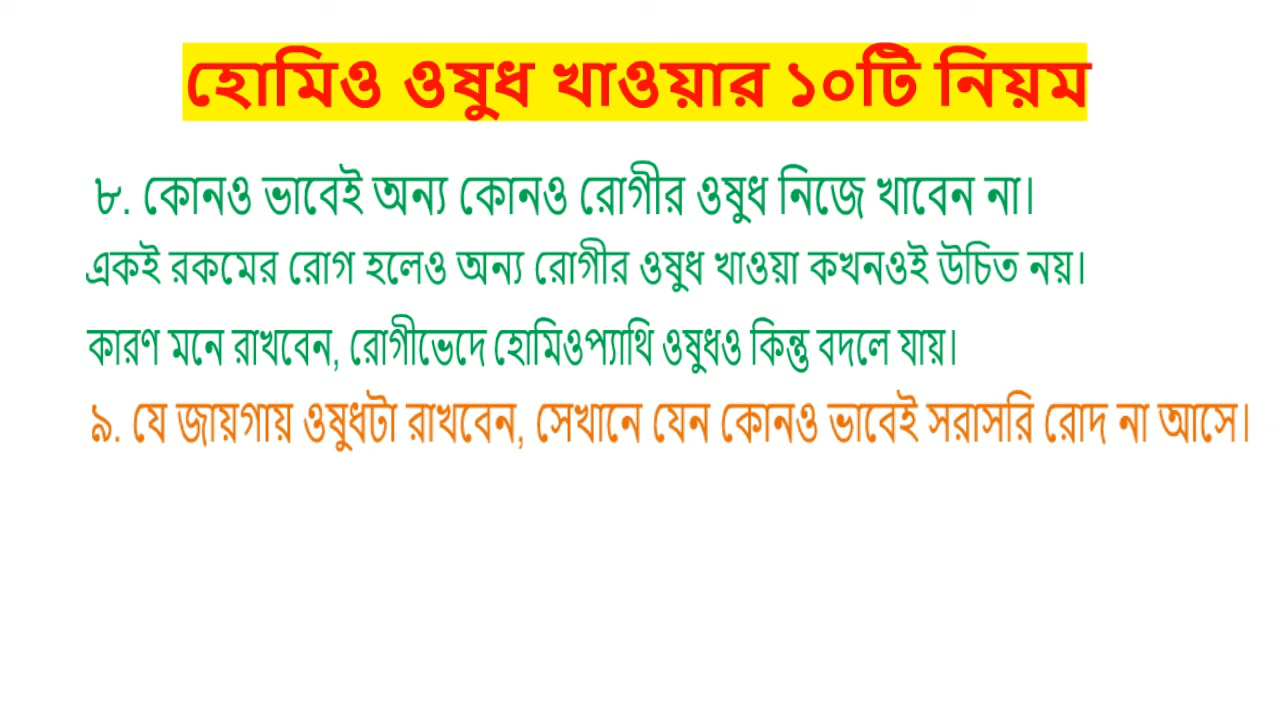 হোমিও ওষুধ খাওয়ার ১০টি নিয়ম
৮. কোনও ভাবেই অন্য কোনও রোগীর ওষুধ নিজে খাবেন না।
একই রকমের রোগ হলেও অন্য রোগীর ওষুধ খাওয়া কখনওই উচিত নয়।
কারণ মনে রাখবেন, রোগীভেদে হোমিওপ্যাথি ওষুধও কিন্তু বদলে যায়।
৯. যে জায়গায় ওষুধটা রাখবেন, সেখানে যেন কোনও ভাবেই সরাসরি রোদ না আসে।